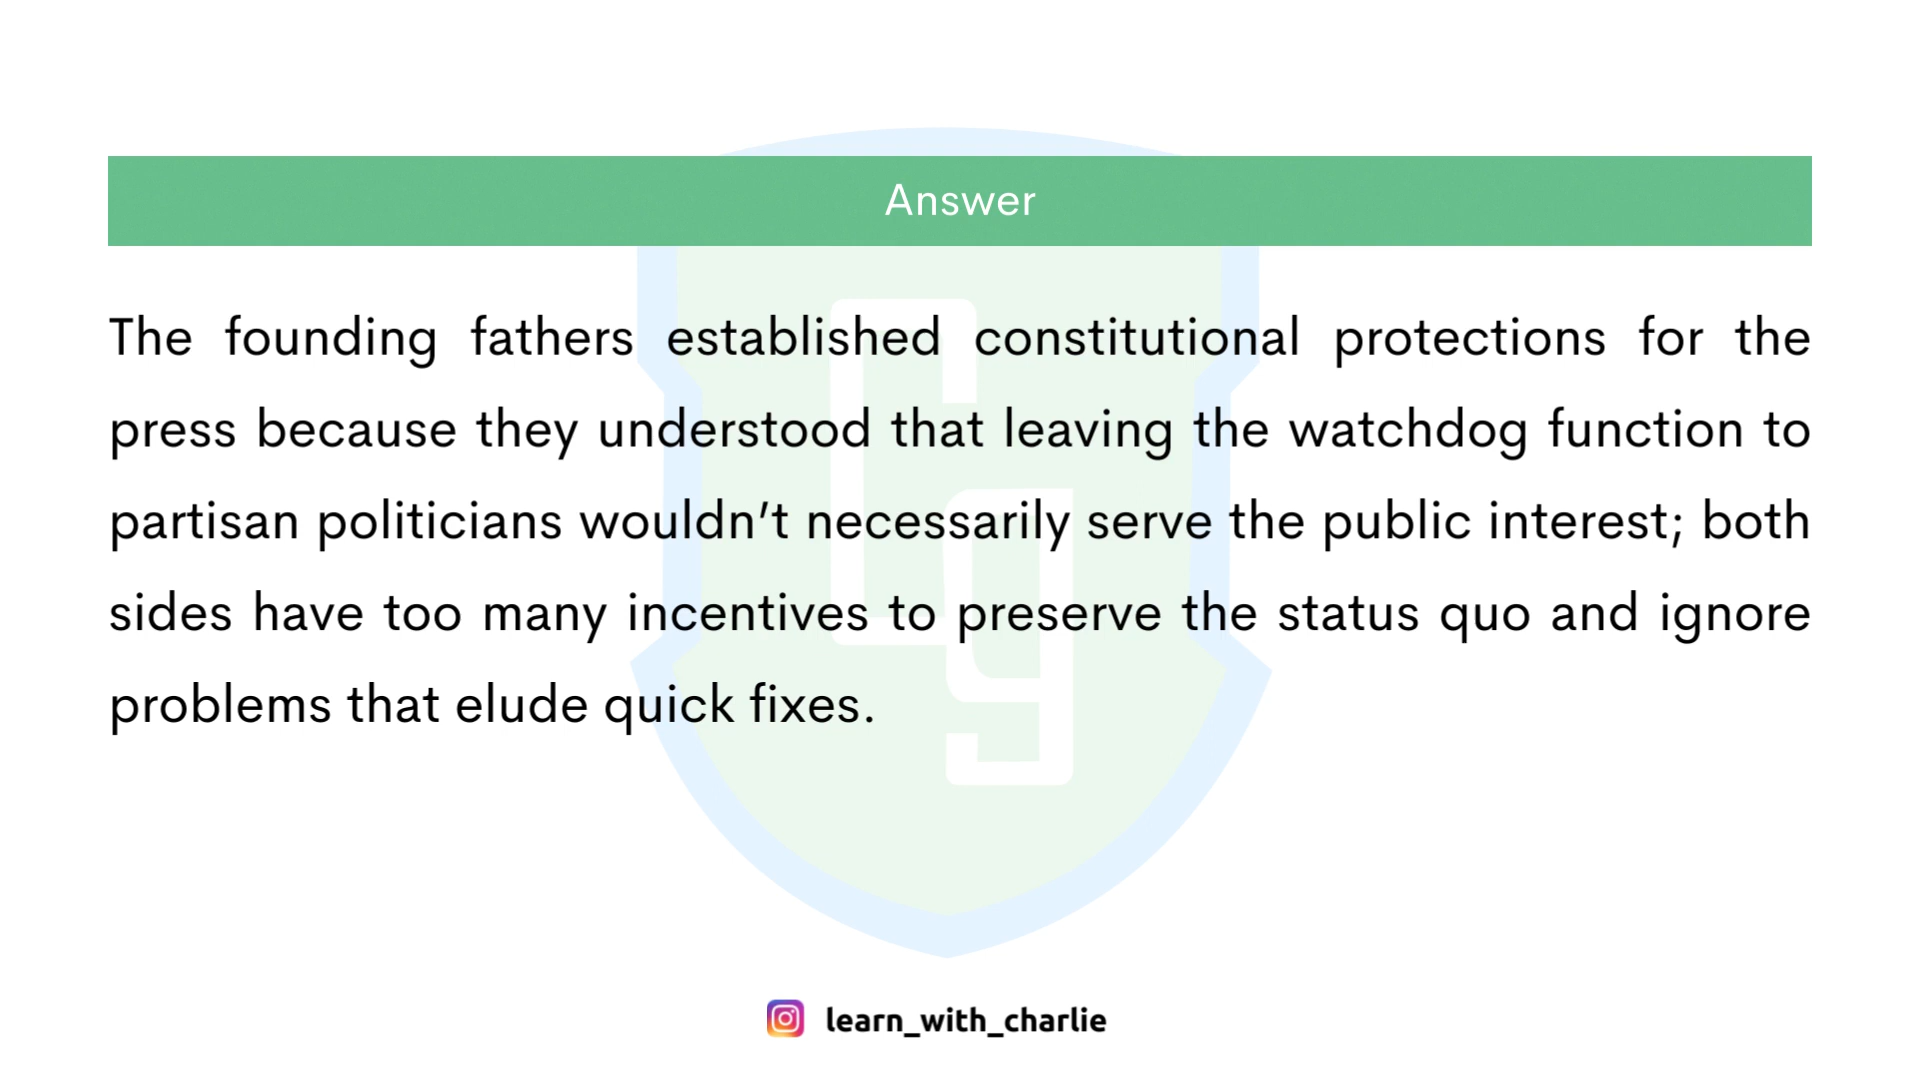 Answer
The founding fathers established constitutional protections for the
press because they understood that leaving the watchdog function to
partisan politicians wouldn’t necessarily serve the public interest; both
sides have too many incentives to preserve the status quo and ignore
problems that elude quick fixes.
learn_with_charlie